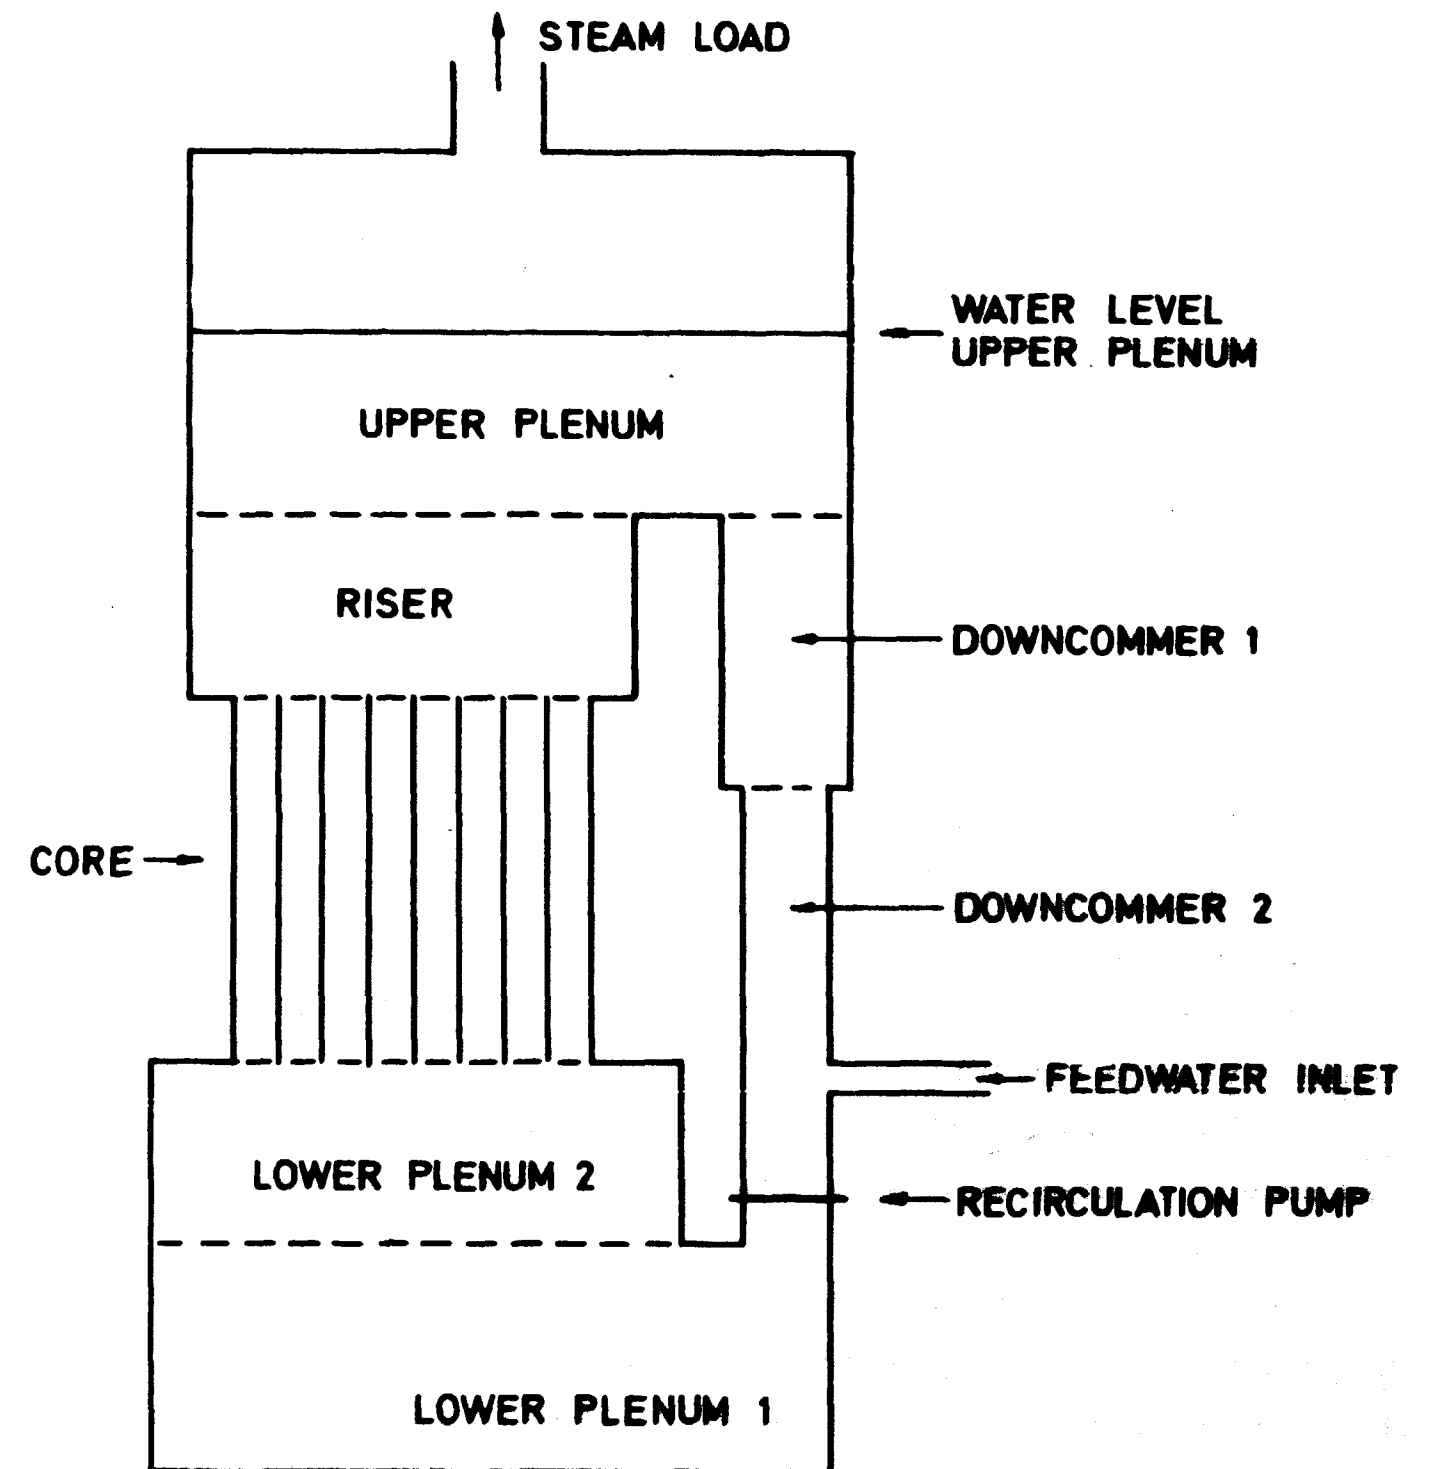 STEAM LOAD
WATER LEVEL
UPPER PLENUM
UPPER PLENUM
RISER
DOWNCOMMER 1
CORE
DOWNCOMMER 2
FEEDWATER INLET
LOWER PLENUM 2
RECIRCULATION PUMP
LOWER PLENUM 1